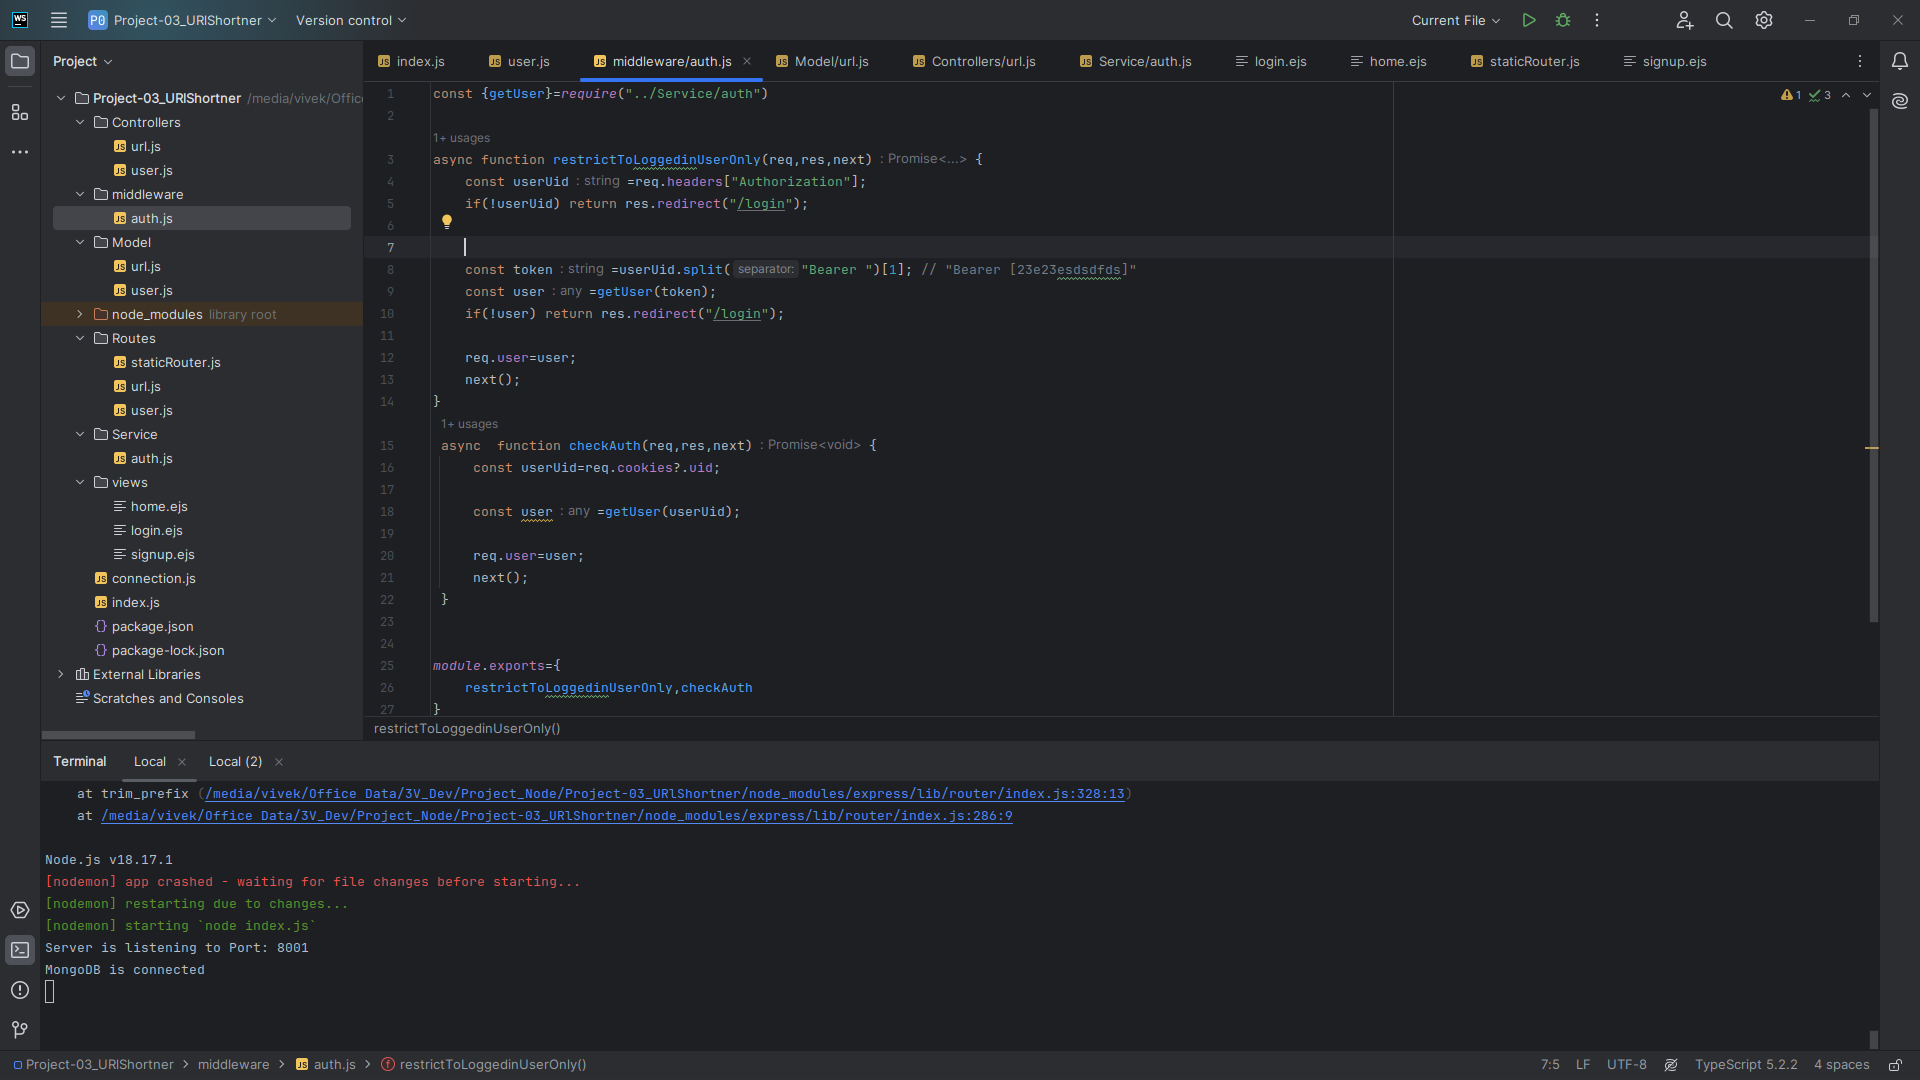 WS
P0 Project-03_URlShortner
Version control
Current File
Project
index.js
user.js
middleware/auth.js
Model/url.js
Controllers/url.js
Service/auth.js
login.ejs
home.ejs
staticRouter.js
signup.ejs
Project-03_URlShortner /media/vivek/Offic
Controllers
url.js
user.js
middleware
auth.js
Model
url.js
user.js
node_modules library root
Routes
staticRouter.js
url.js
user.js
Service
auth.js
views
home.ejs
login.ejs
signup.ejs
connection.js
index.js
package.json
package-lock.json
External Libraries
Scratches and Consoles
1 3
1 const {getUser}=require("../Service/auth")
2
1+ usages
3 async function restrictToLoggedinUserOnly(req,res,next) : Promise<...> {
4 const userUid : string =req.headers["Authorization"];
5 if(!userUid) return res.redirect("/login");
6
7
8 const token : string =userUid.split( separator: "Bearer ")[1]; // "Bearer [23e23esdsdfds]"
9 const user : any =getUser(token);
10 if(!user) return res.redirect("/login");
11
12 req.user=user;
13 next();
14 }
1+ usages
15 async  function checkAuth(req,res,next) : Promise<void> {
16 const userUid=req.cookies?.uid;
17
18 const user : any =getUser(userUid);
19
20 req.user=user;
21 next();
22 }
23
24
25 module.exports={
26 restrictToLoggedinUserOnly,checkAuth
27 }
restrictToLoggedinUserOnly()
Terminal
Local
Local (2)
at trim_prefix (/media/vivek/Office Data/3V_Dev/Project_Node/Project-03_URlShortner/node_modules/express/lib/router/index.js:328:13)
at /media/vivek/Office Data/3V_Dev/Project_Node/Project-03_URlShortner/node_modules/express/lib/router/index.js:286:9
Node.js v18.17.1
[nodemon] app crashed - waiting for file changes before starting...
[nodemon] restarting due to changes...
[nodemon] starting `node index.js`
Server is listening to Port: 8001
MongoDB is connected
Project-03_URlShortner > middleware > auth.js > restrictToLoggedinUserOnly()
7:5 LF UTF-8 TypeScript 5.2.2 4 spaces